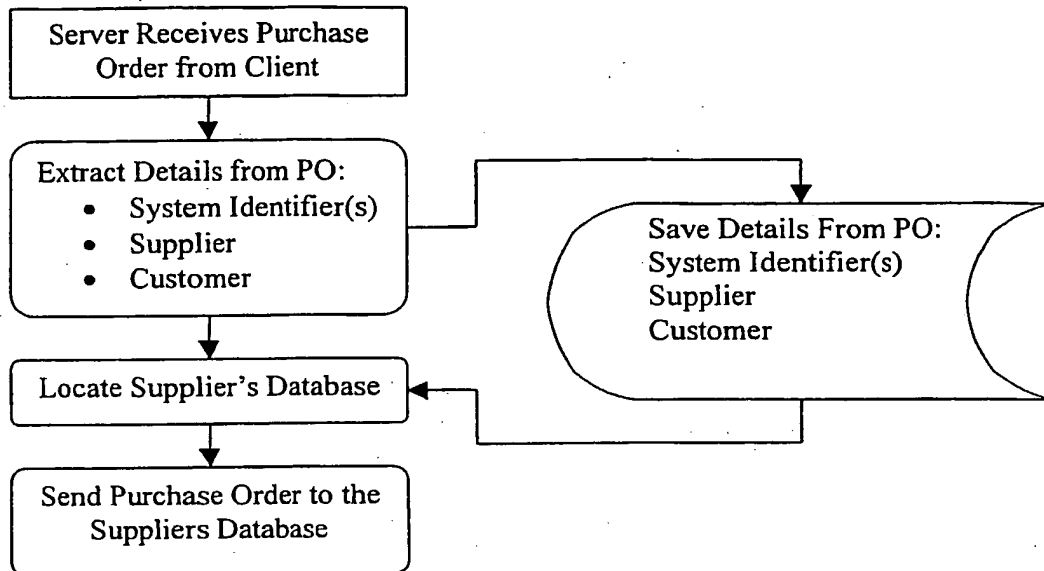 Server Receives Purchase
Order from Client
Extract Details from PO:
• System Identifier(s)
• Supplier
• Customer
Save Details From PO:
System Identifier(s)
Supplier
Customer
Locate Supplier's Database
Send Purchase Order to the
Suppliers Database